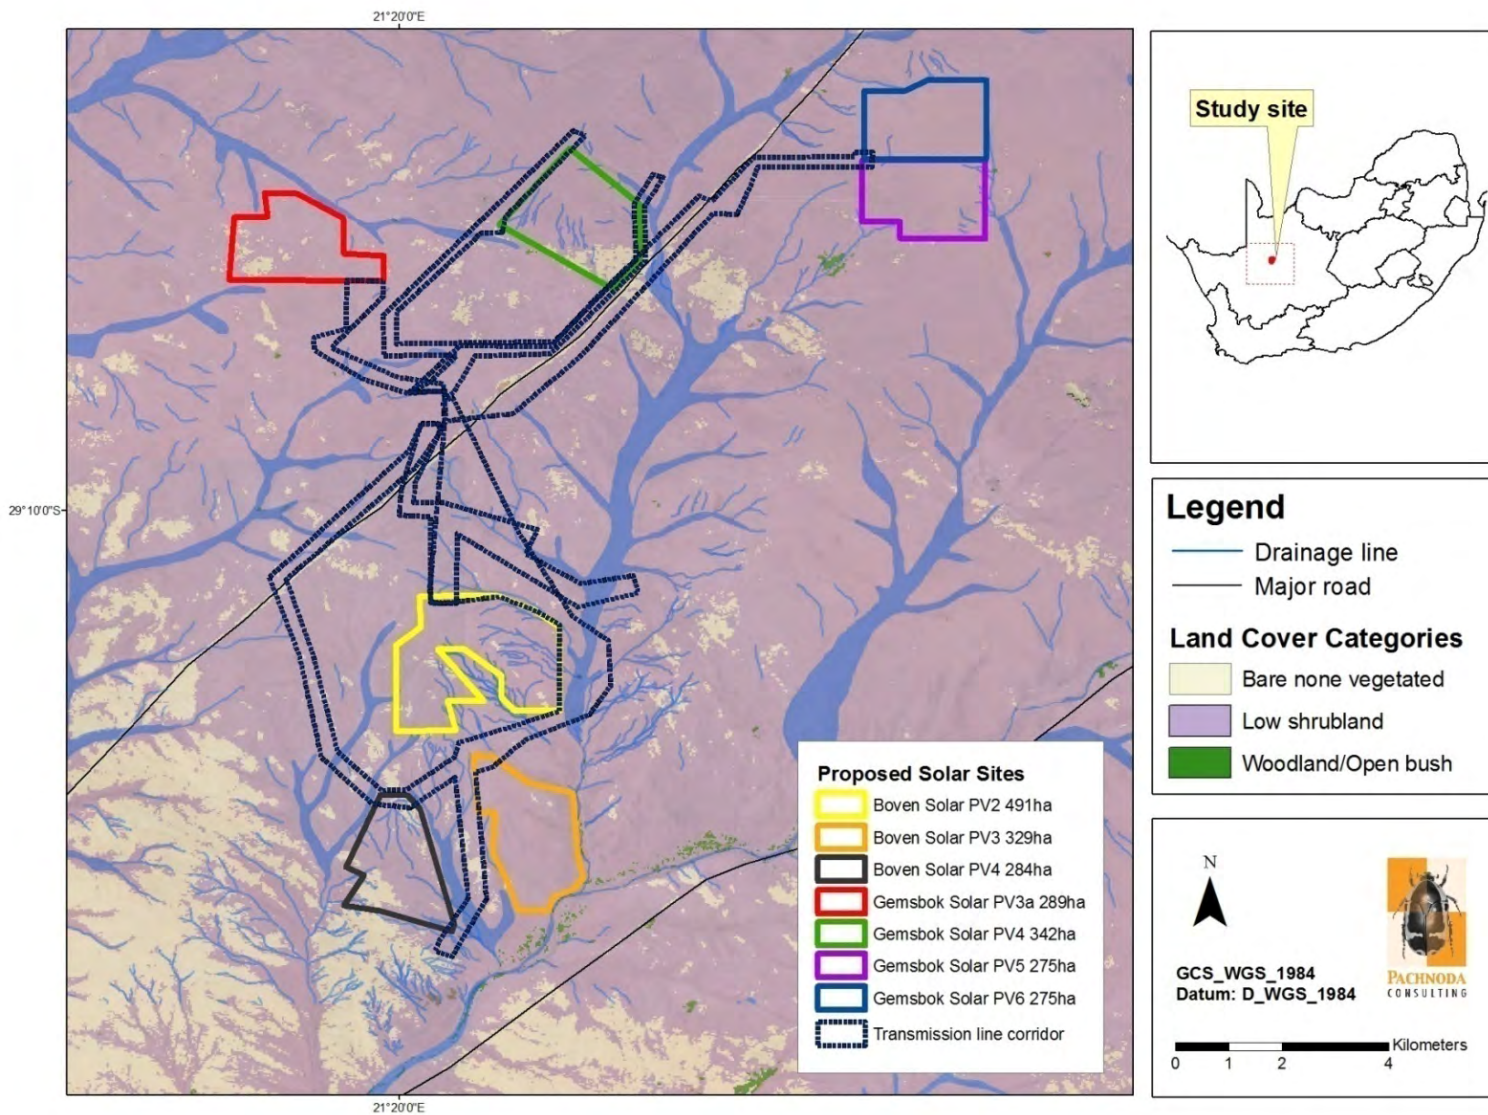 21°20'0"E
29°10'0"S
Study site
Legend
Drainage line
Major road
Land Cover Categories
Bare none vegetated
Low shrubland
Woodland/Open bush
Proposed Solar Sites
Boven Solar PV2 491ha
Boven Solar PV3 329ha
Boven Solar PV4 284ha
Gemsbok Solar PV3a 289ha
Gemsbok Solar PV4 342ha
Gemsbok Solar PV5 275ha
Gemsbok Solar PV6 275ha
Transmission line corridor
N
GCS_WGS_1984
Datum: D_WGS_1984
PACHNODA
CONSULTING
Kilometers
0 1 2 4
21°20'0"E